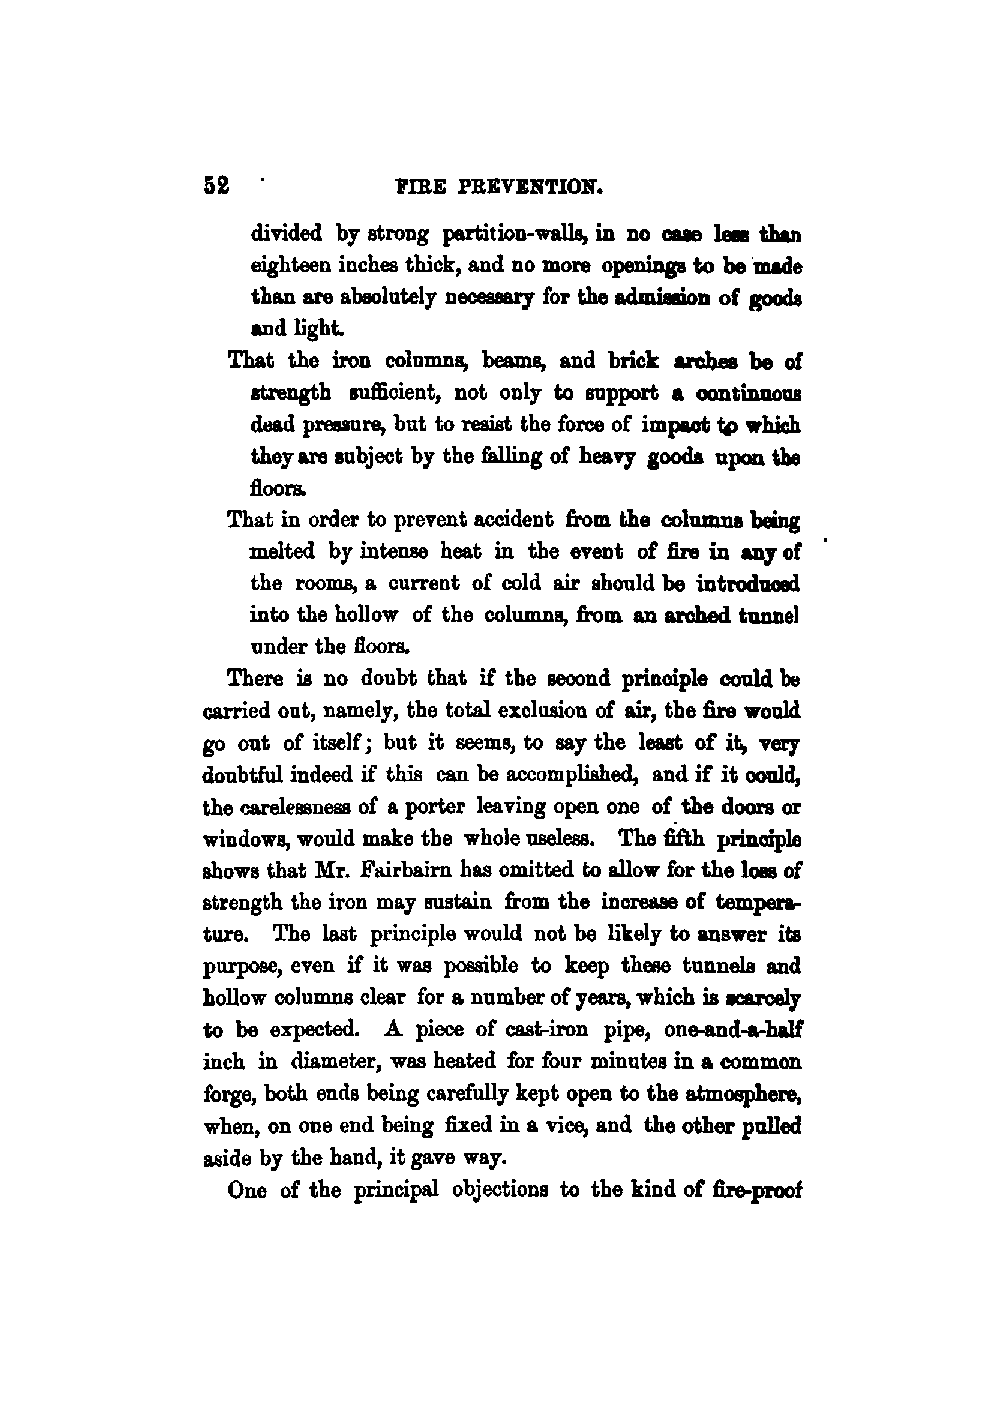 52 FIRE PREVENTION.
divided by strong partition-walls, in no case less than
eighteen inches thick, and no more openings to be made
than are absolutely necessary for the admission of goods
and light.
That the iron columns, beams, and brick arches be of
strength sufficient, not only to support a continuous
dead pressure, but to resist the force of impact to which
they are subject by the falling of heavy goods upon the
floors.
That in order to prevent accident from the columns being
melted by intense heat in the event of fire in any of
the rooms, a current of cold air should be introduced
into the hollow of the columns, from an arched tunnel
under the floors.
There is no doubt that if the second principle could be
carried out, namely, the total exclusion of air, the fire would
go out of itself; but it seems, to say the least of it, very
doubtful indeed if this can be accomplished, and if it could,
the carelessness of a porter leaving open one of the doors or
windows, would make the whole useless. The fifth principle
shows that Mr. Fairbairn has omitted to allow for the loss of
strength the iron may sustain from the increase of tempera-
ture. The last principle would not be likely to answer its
purpose, even if it was possible to keep these tunnels and
hollow columns clear for a number of years, which is scarcely
to be expected. A piece of cast-iron pipe, one-and-a-half
inch in diameter, was heated for four minutes in a common
forge, both ends being carefully kept open to the atmosphere,
when, on one end being fixed in a vice, and the other pulled
aside by the hand, it gave way.
One of the principal objections to the kind of fire-proof